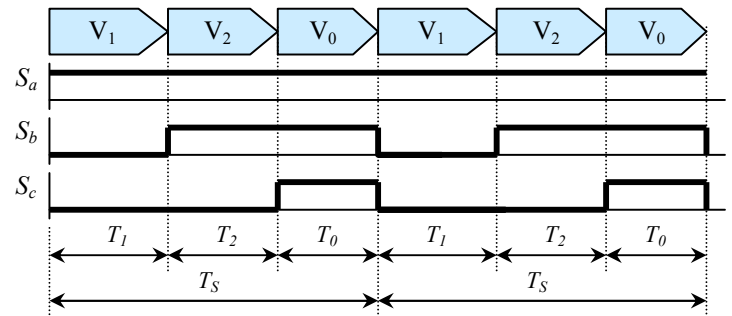 V1 V2 V0 V1 V2 V0
Sa
Sb
Sc
T1 T2 T0 T1 T2 T0
TS TS